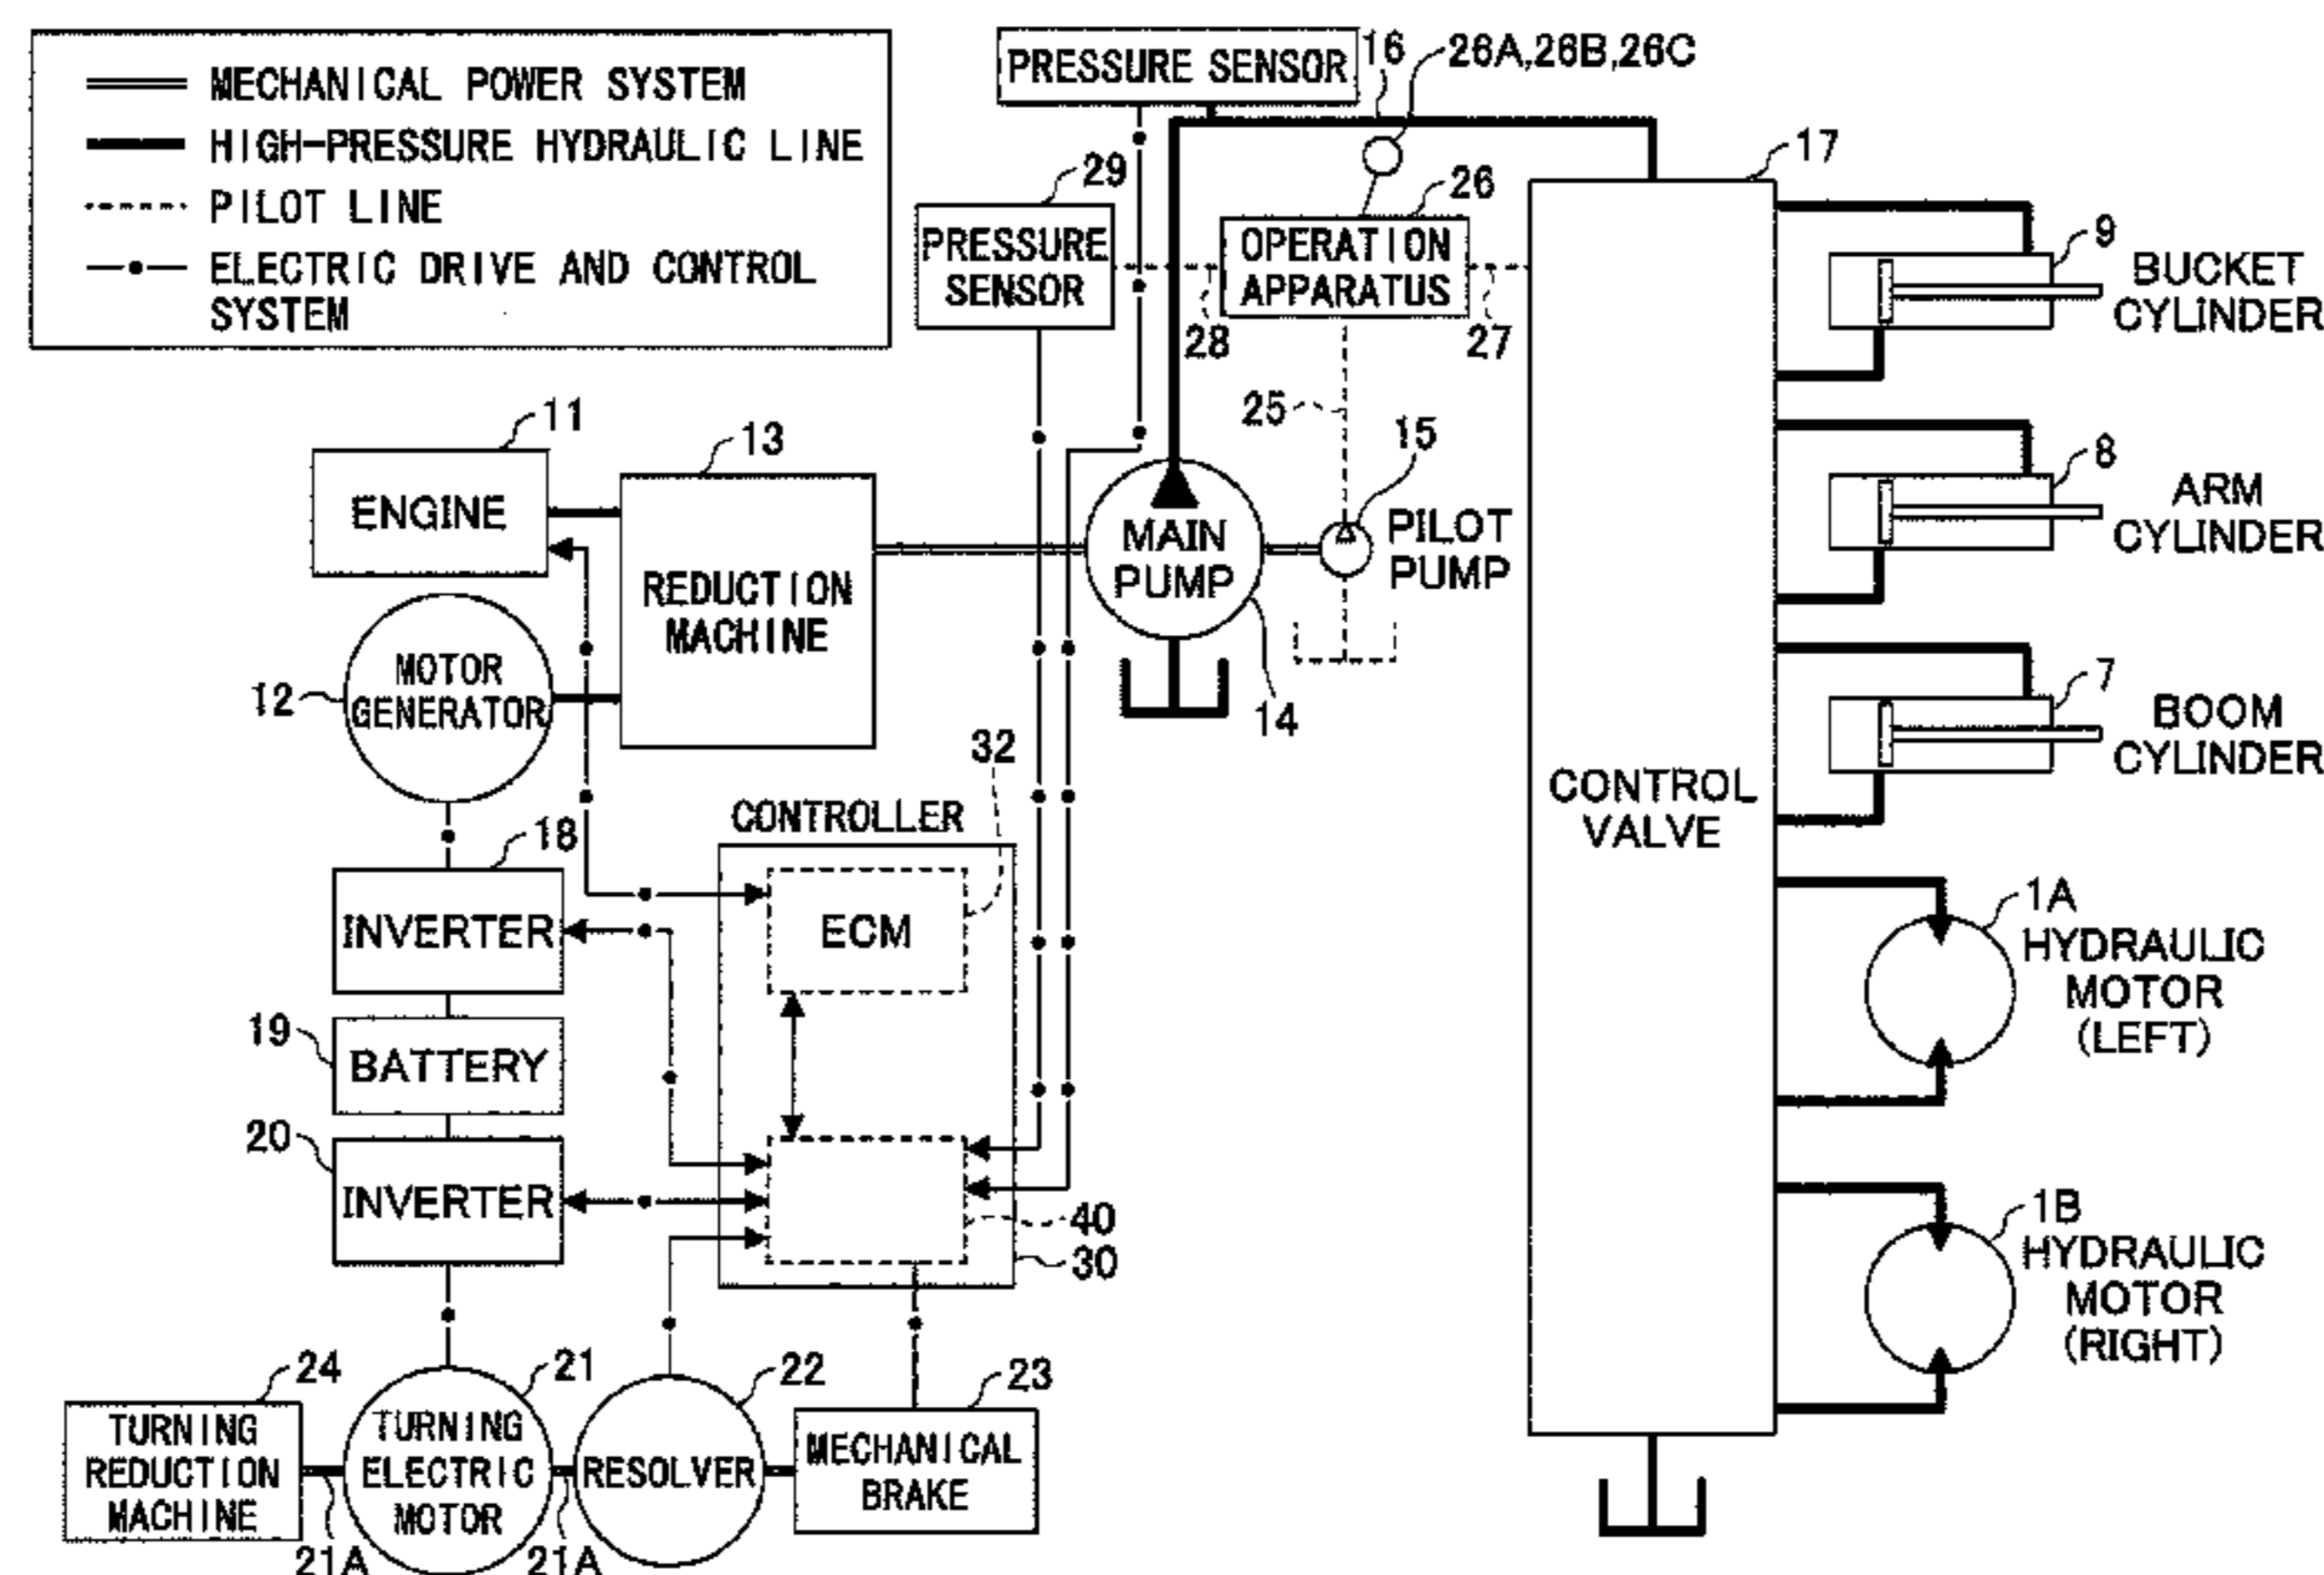 MECHANICAL POWER SYSTEM
HIGH-PRESSURE HYDRAULIC LINE
PILOT LINE
ELECTRIC DRIVE AND CONTROL
SYSTEM
PRESSURE SENSOR
16
26A,26B,26C
17
29
PRESSURE
SENSOR
28
26
OPERATION
APPARATUS
27
25
15
PILOT
PUMP
9
BUCKET
CYLINDER
8
ARM
CYLINDER
7
BOOM
CYLINDER
11
ENGINE
13
REDUCTION
MACHINE
MAIN
PUMP
14
12
MOTOR
GENERATOR
18
INVERTER
19
BATTERY
20
INVERTER
CONTROLLER
32
ECM
40
30
CONTROL
VALVE
1A
HYDRAULIC
MOTOR
(LEFT)
1B
HYDRAULIC
MOTOR
(RIGHT)
24
TURNING
REDUCTION
MACHINE
21A
21
TURNING
ELECTRIC
MOTOR
21A
22
RESOLVER
23
MECHANICAL
BRAKE